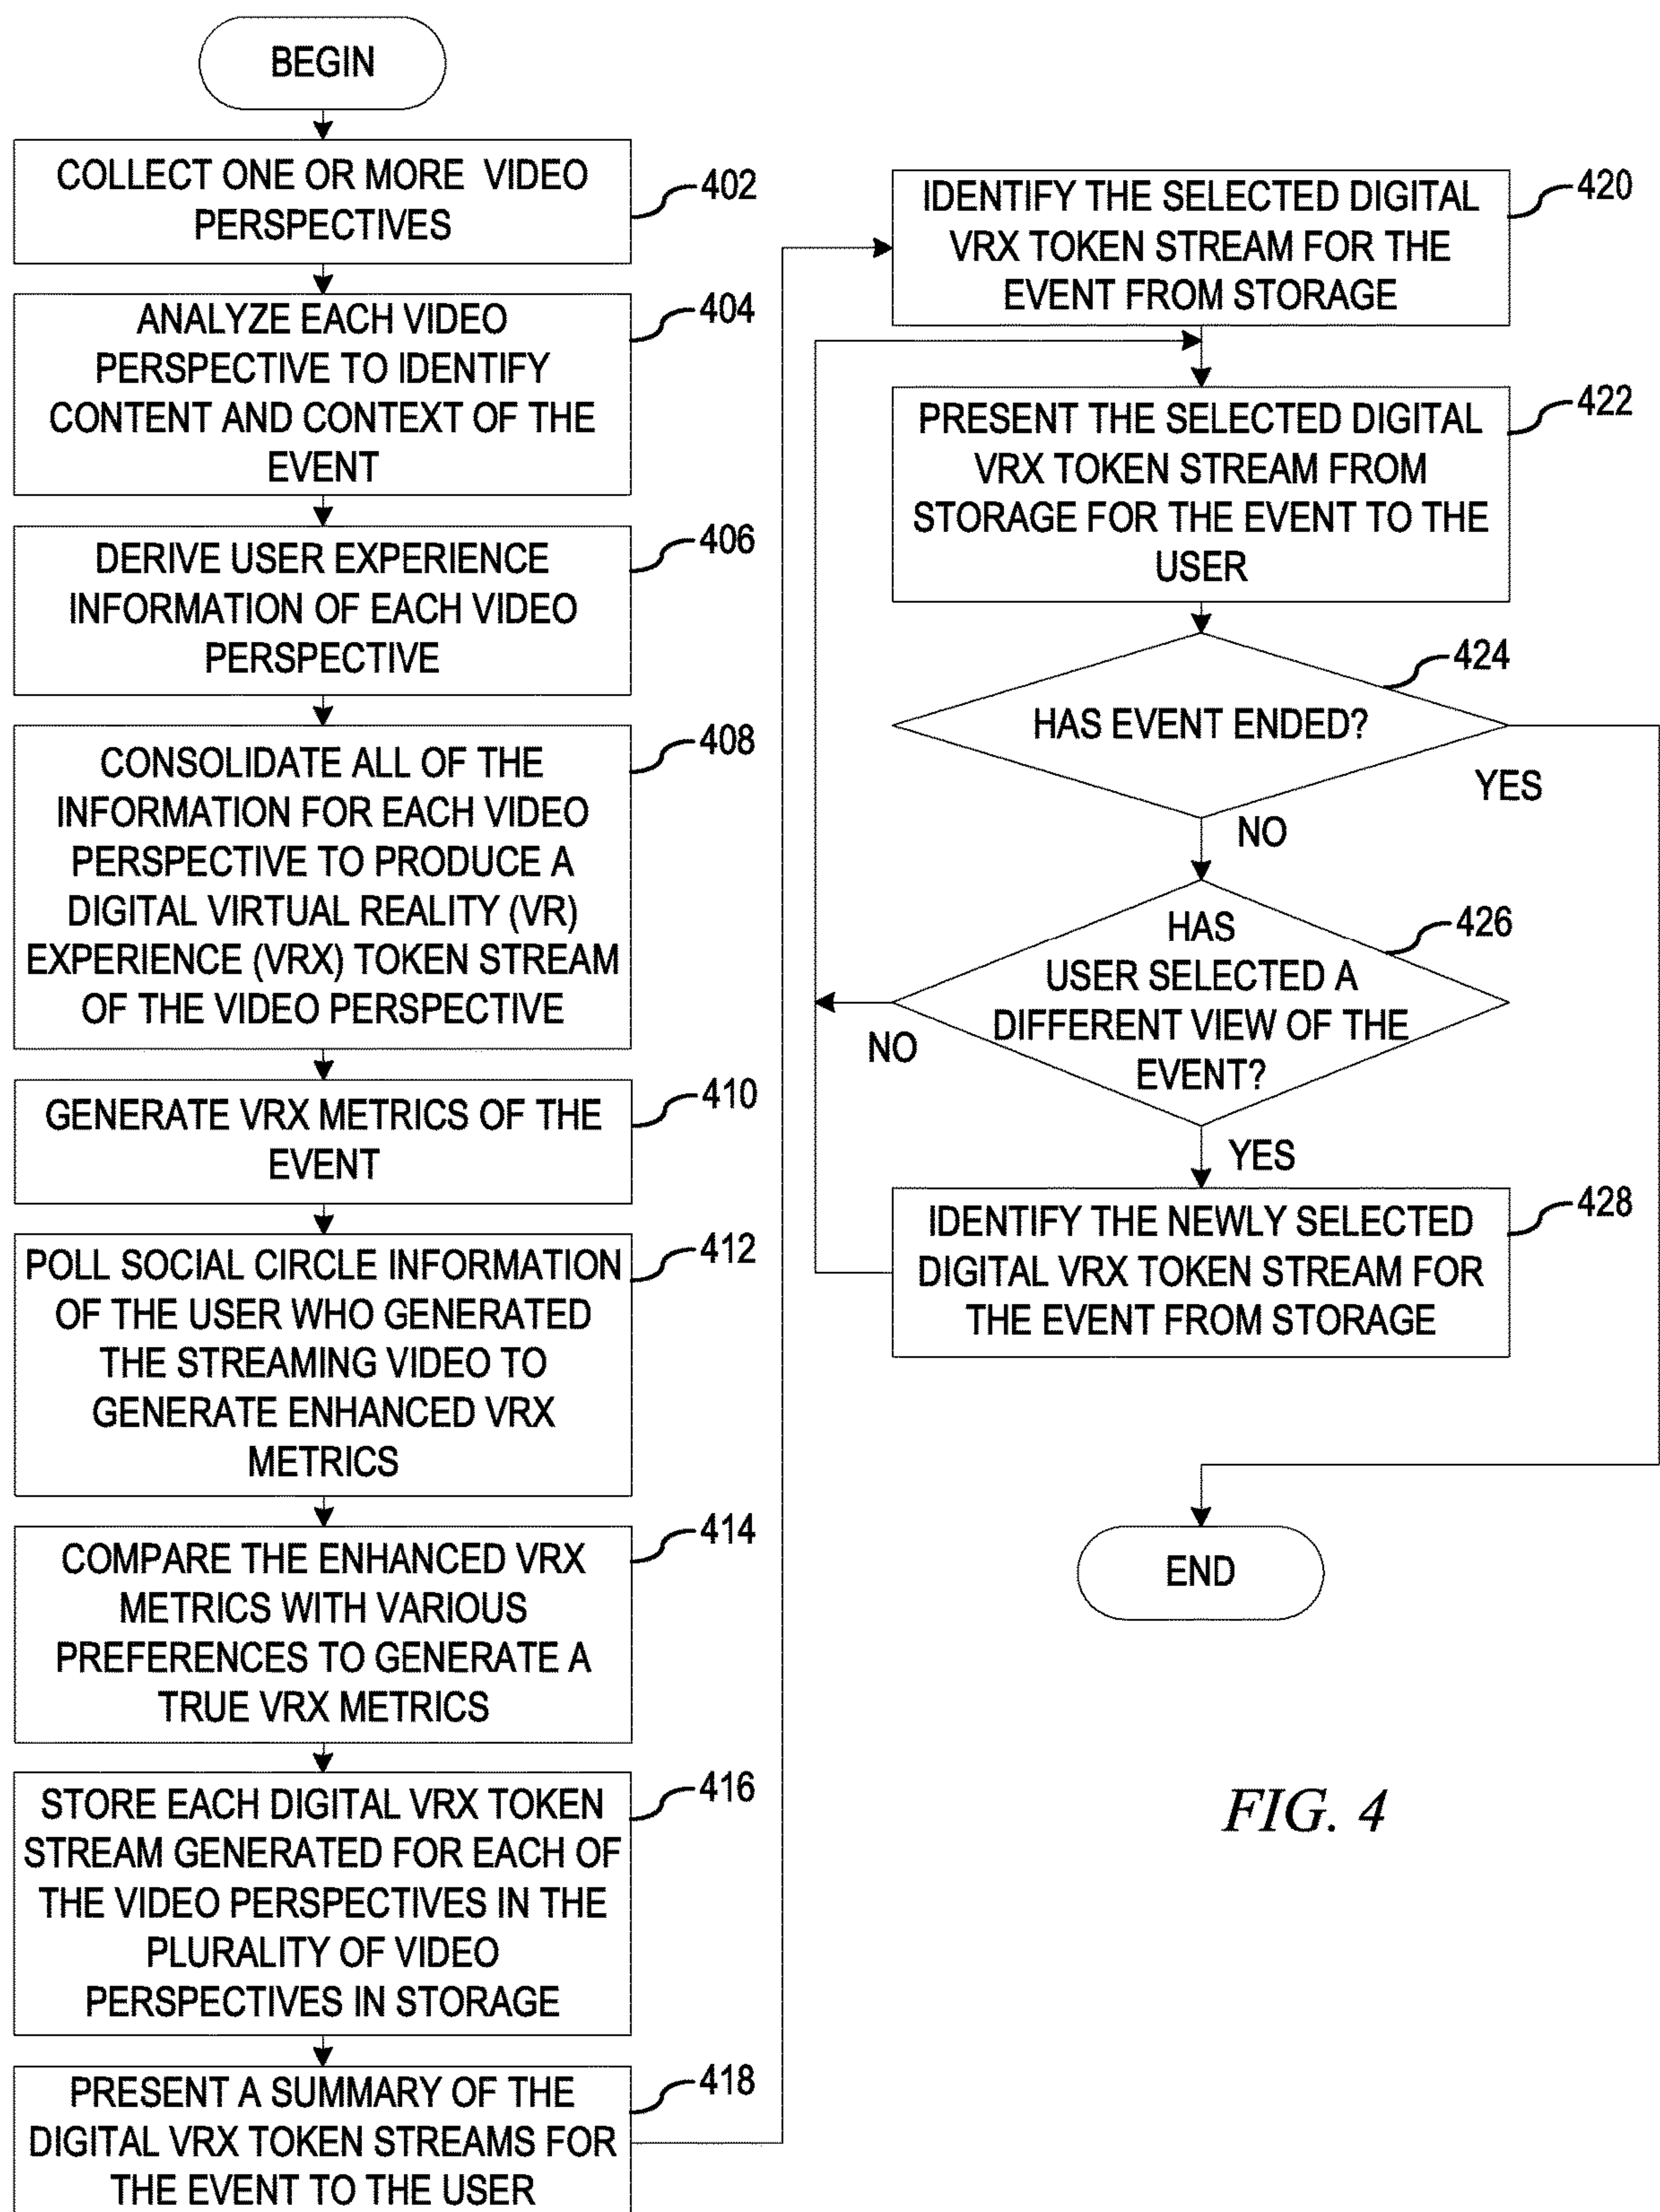 BEGIN
COLLECT ONE OR MORE VIDEO
PERSPECTIVES
402
ANALYZE EACH VIDEO
PERSPECTIVE TO IDENTIFY
CONTENT AND CONTEXT OF THE
EVENT
404
DERIVE USER EXPERIENCE
INFORMATION OF EACH VIDEO
PERSPECTIVE
406
CONSOLIDATE ALL OF THE
INFORMATION FOR EACH VIDEO
PERSPECTIVE TO PRODUCE A
DIGITAL VIRTUAL REALITY (VR)
EXPERIENCE (VRX) TOKEN STREAM
OF THE VIDEO PERSPECTIVE
408
GENERATE VRX METRICS OF THE
EVENT
410
POLL SOCIAL CIRCLE INFORMATION
OF THE USER WHO GENERATED
THE STREAMING VIDEO TO
GENERATE ENHANCED VRX
METRICS
412
COMPARE THE ENHANCED VRX
METRICS WITH VARIOUS
PREFERENCES TO GENERATE A
TRUE VRX METRICS
414
STORE EACH DIGITAL VRX TOKEN
STREAM GENERATED FOR EACH OF
THE VIDEO PERSPECTIVES IN THE
PLURALITY OF VIDEO
PERSPECTIVES IN STORAGE
416
PRESENT A SUMMARY OF THE
DIGITAL VRX TOKEN STREAMS FOR
THE EVENT TO THE USER
418
IDENTIFY THE SELECTED DIGITAL
VRX TOKEN STREAM FOR THE
EVENT FROM STORAGE
420
PRESENT THE SELECTED DIGITAL
VRX TOKEN STREAM FROM
STORAGE FOR THE EVENT TO THE
USER
422
HAS EVENT ENDED?
424
YES
NO
HAS
USER SELECTED A
DIFFERENT VIEW OF THE
EVENT?
426
NO
YES
IDENTIFY THE NEWLY SELECTED
DIGITAL VRX TOKEN STREAM FOR
THE EVENT FROM STORAGE
428
END
FIG. 4